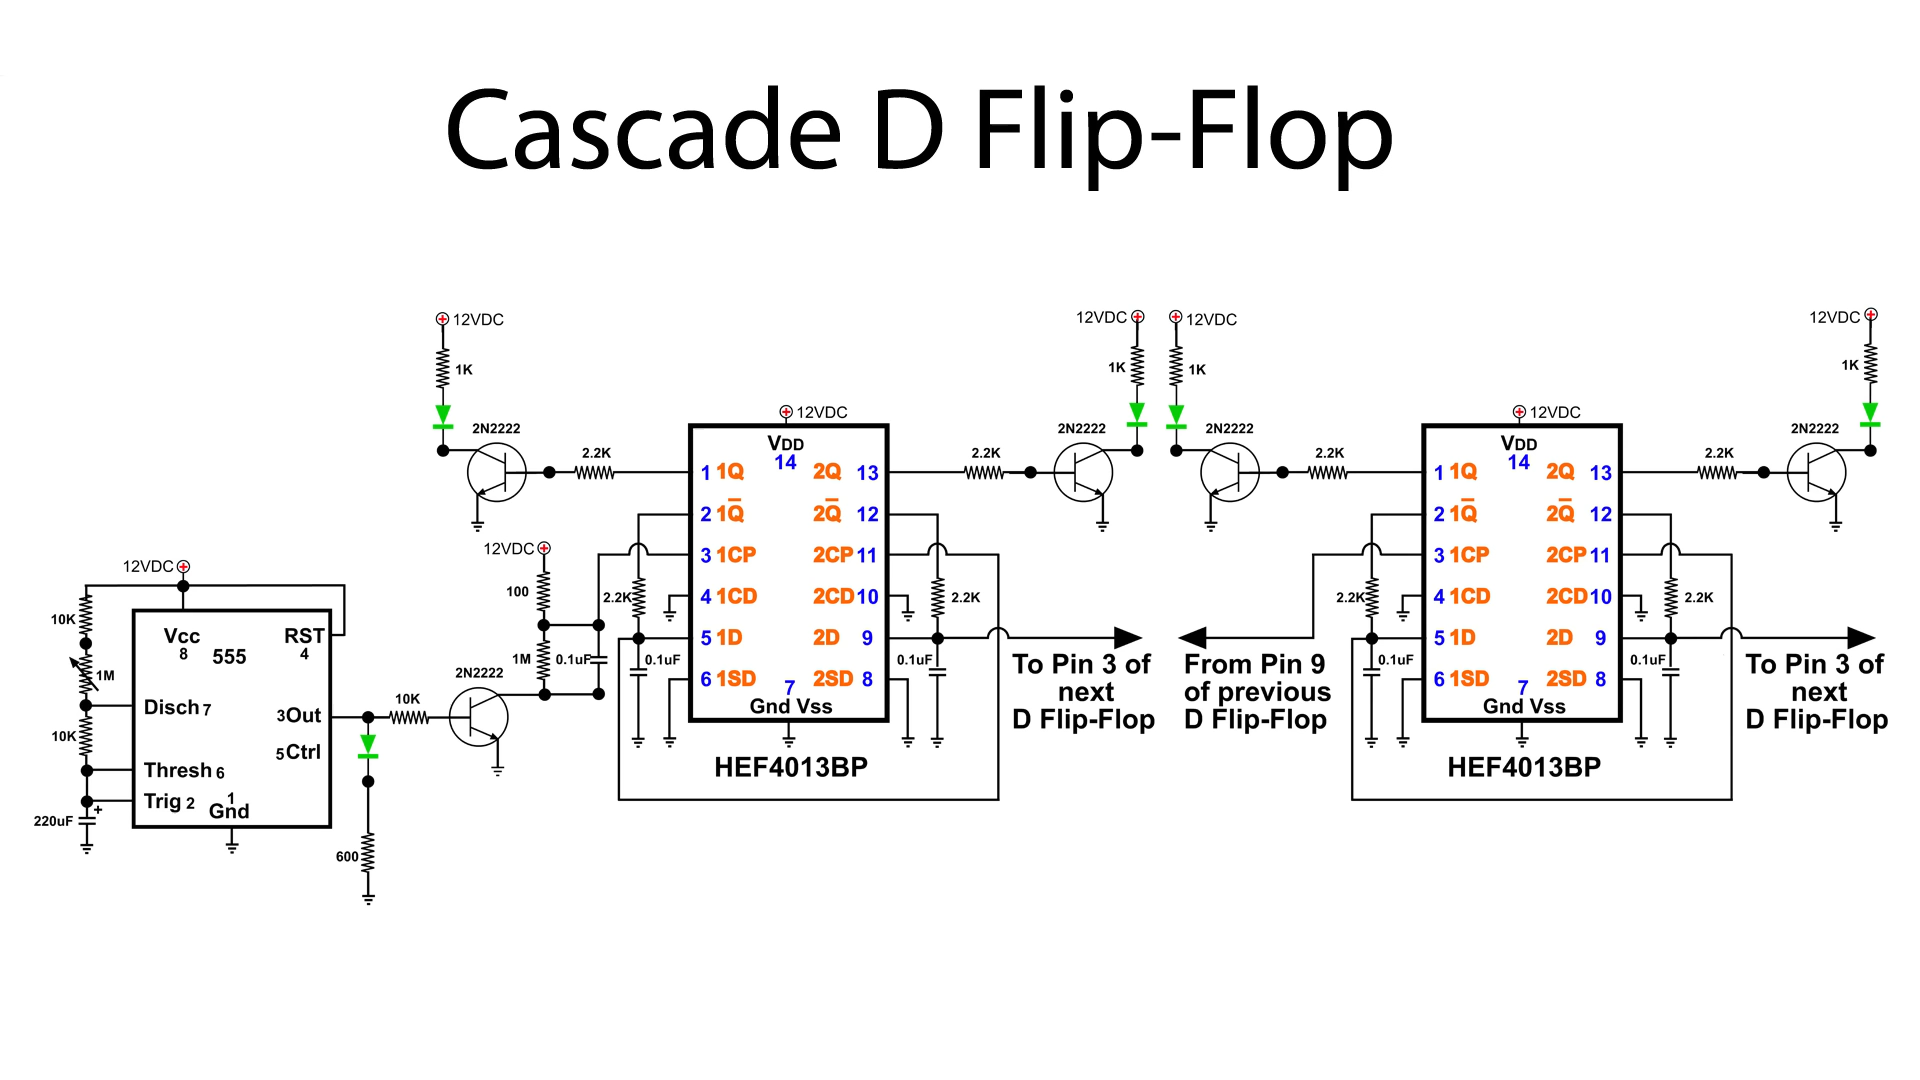 Cascade D Flip-Flop
12VDC
1K
2N2222
2.2K
12VDC
1K
2N2222
2.2K
12VDC
VDD
14
1 1Q
2 1Q̅
3 1CP
4 1CD
5 1D
6 1SD
2Q 13
2Q̅ 12
2CP 11
2CD 10
2D 9
2SD 8
7
Gnd Vss
HEF4013BP
12VDC
100
1M
0.1uF
2.2K
0.1uF
2.2K
0.1uF
To Pin 3 of
next
D Flip-Flop
12VDC
10K
1M
10K
220uF
+
Vcc
8
555
RST
4
Disch 7
3 Out
5 Ctrl
Thresh 6
Trig 2
1
Gnd
10K
2N2222
600
12VDC
1K
2N2222
2.2K
12VDC
1K
2N2222
2.2K
12VDC
VDD
14
1 1Q
2 1Q̅
3 1CP
4 1CD
5 1D
6 1SD
2Q 13
2Q̅ 12
2CP 11
2CD 10
2D 9
2SD 8
7
Gnd Vss
HEF4013BP
2.2K
0.1uF
2.2K
0.1uF
From Pin 9
of previous
D Flip-Flop
To Pin 3 of
next
D Flip-Flop